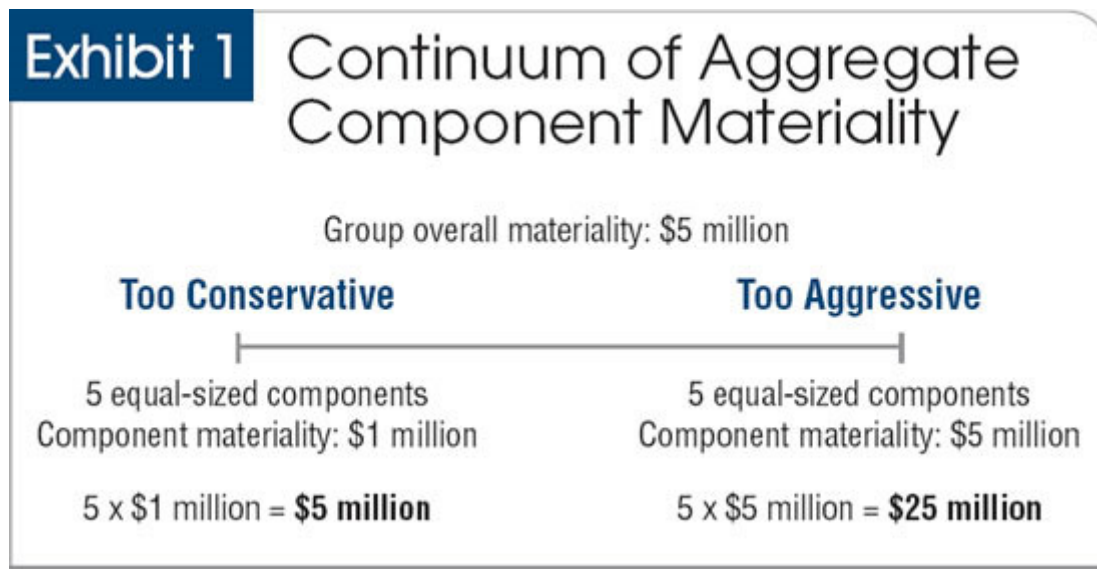 Exhibit 1
Continuum of Aggregate
Component Materiality
Group overall materiality: $5 million
Too Conservative
5 equal-sized components
Component materiality: $1 million
5 x $1 million = $5 million
Too Aggressive
5 equal-sized components
Component materiality: $5 million
5 x $5 million = $25 million